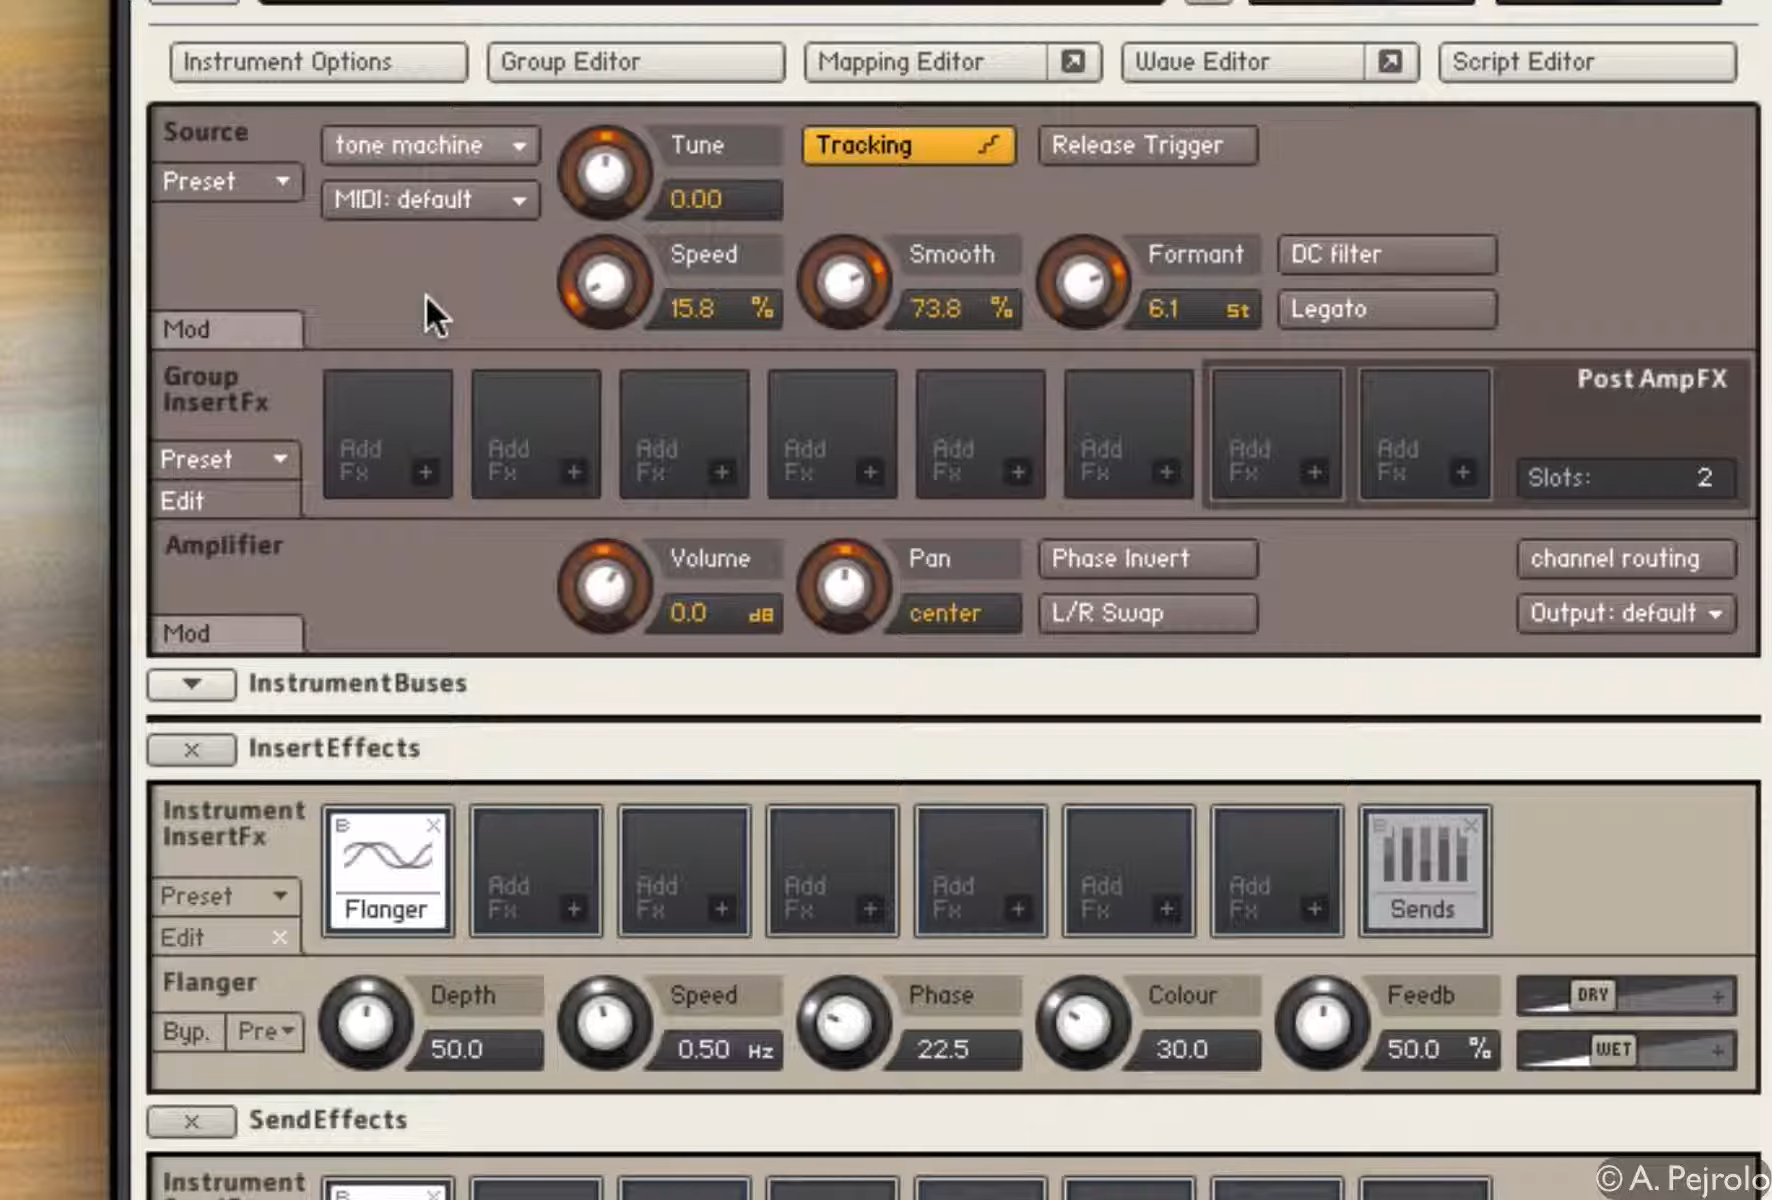 Instrument Options Group Editor Mapping Editor Wave Editor Script Editor
Source
tone machine Tune Tracking Release Trigger
Preset
MIDI: default 0.00
Speed Smooth Formant DC filter
15.8 % 73.8 % 6.1 st Legato
Mod
Group
InsertFx
Post AmpFX
Add Add Add Add Add Add Add Add
Fx + Fx + Fx + Fx + Fx + Fx + Fx + Fx +
Preset
Slots: 2
Edit
Amplifier
Volume Pan Phase Invert channel routing
0.0 dB center L/R Swap Output: default
Mod
InstrumentBuses
× InsertEffects
Instrument
InsertFx
B × B ×
Add Add Add Add Add Add
Flanger Fx + Fx + Fx + Fx + Fx + Fx + Sends
Preset
Edit ×
Flanger
Depth Speed Phase Colour Feedb DRY +
Byp. Pre
50.0 0.50 Hz 22.5 30.0 50.0 % WET +
× SendEffects
Instrument
B ×
© A. Pejrolo